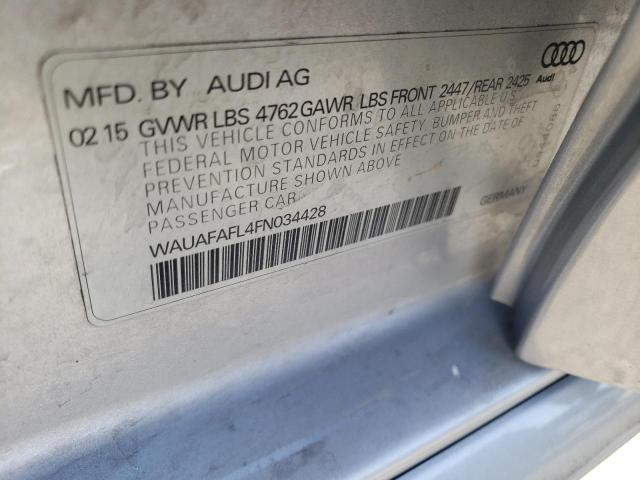 MFD. BY AUDI AG
Audi
02 15 GVWR LBS 4762 GAWR LBS FRONT 2447/REAR 2425
THIS VEHICLE CONFORMS TO ALL APPLICABLE U.S.
FEDERAL MOTOR VEHICLE SAFETY, BUMPER AND THEFT
PREVENTION STANDARDS IN EFFECT ON THE DATE OF
MANUFACTURE SHOWN ABOVE
PASSENGER CAR
GERMANY
WAUAFAFL4FN034428